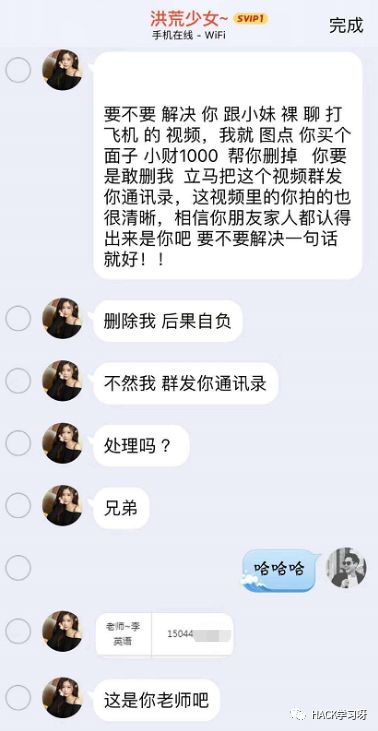 洪荒少女~ SVIP1
手机在线 - WiFi
完成
要不要 解决 你 跟小妹 裸 聊 打
飞机 的 视频，我就 图点 你买个
面子 小财1000 帮你删掉 你要
是敢删我 立马把这个视频群发
你通讯录，这视频里的你拍的也
很清晰，相信你朋友家人都认得
出来是你吧 要不要解决一句话
就好！！
删除我 后果自负
不然我 群发你通讯录
处理吗？
兄弟
哈哈哈
老师~李
英语
15044
这是你老师吧
HACK学习呀